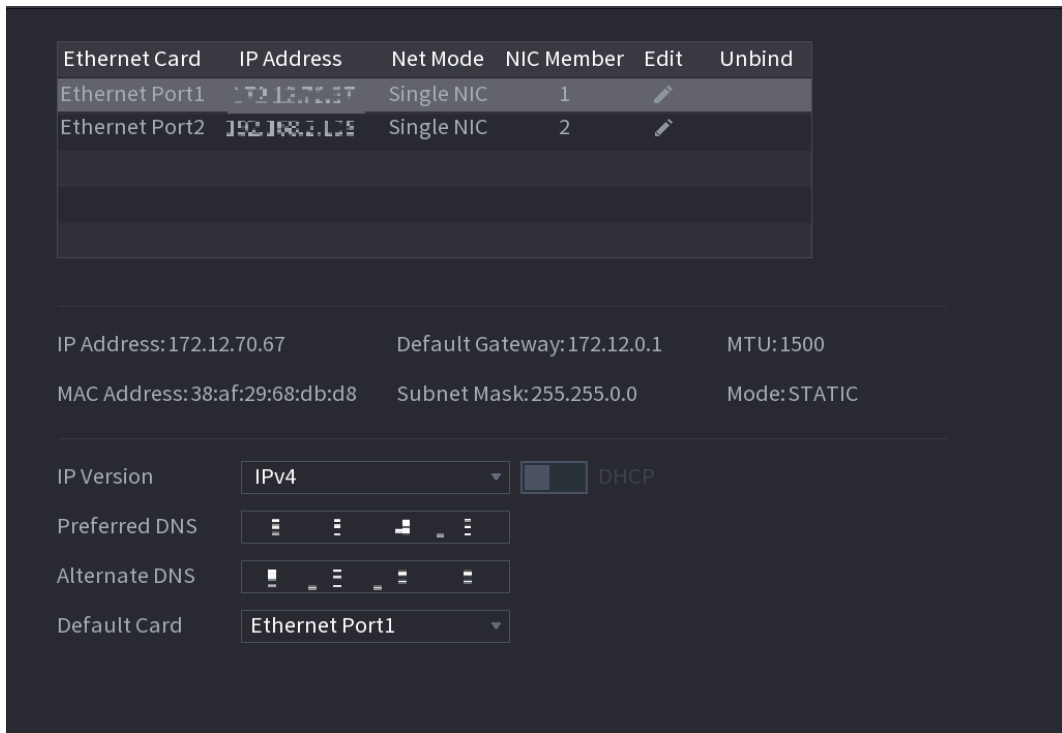 Ethernet Card IP Address Net Mode NIC Member Edit Unbind
Ethernet Port1 Single NIC 1
Ethernet Port2 Single NIC 2
IP Address: 172.12.70.67 Default Gateway: 172.12.0.1 MTU: 1500
MAC Address: 38:af:29:68:db:d8 Subnet Mask: 255.255.0.0 Mode: STATIC
IP Version IPv4 DHCP
Preferred DNS
Alternate DNS
Default Card Ethernet Port1